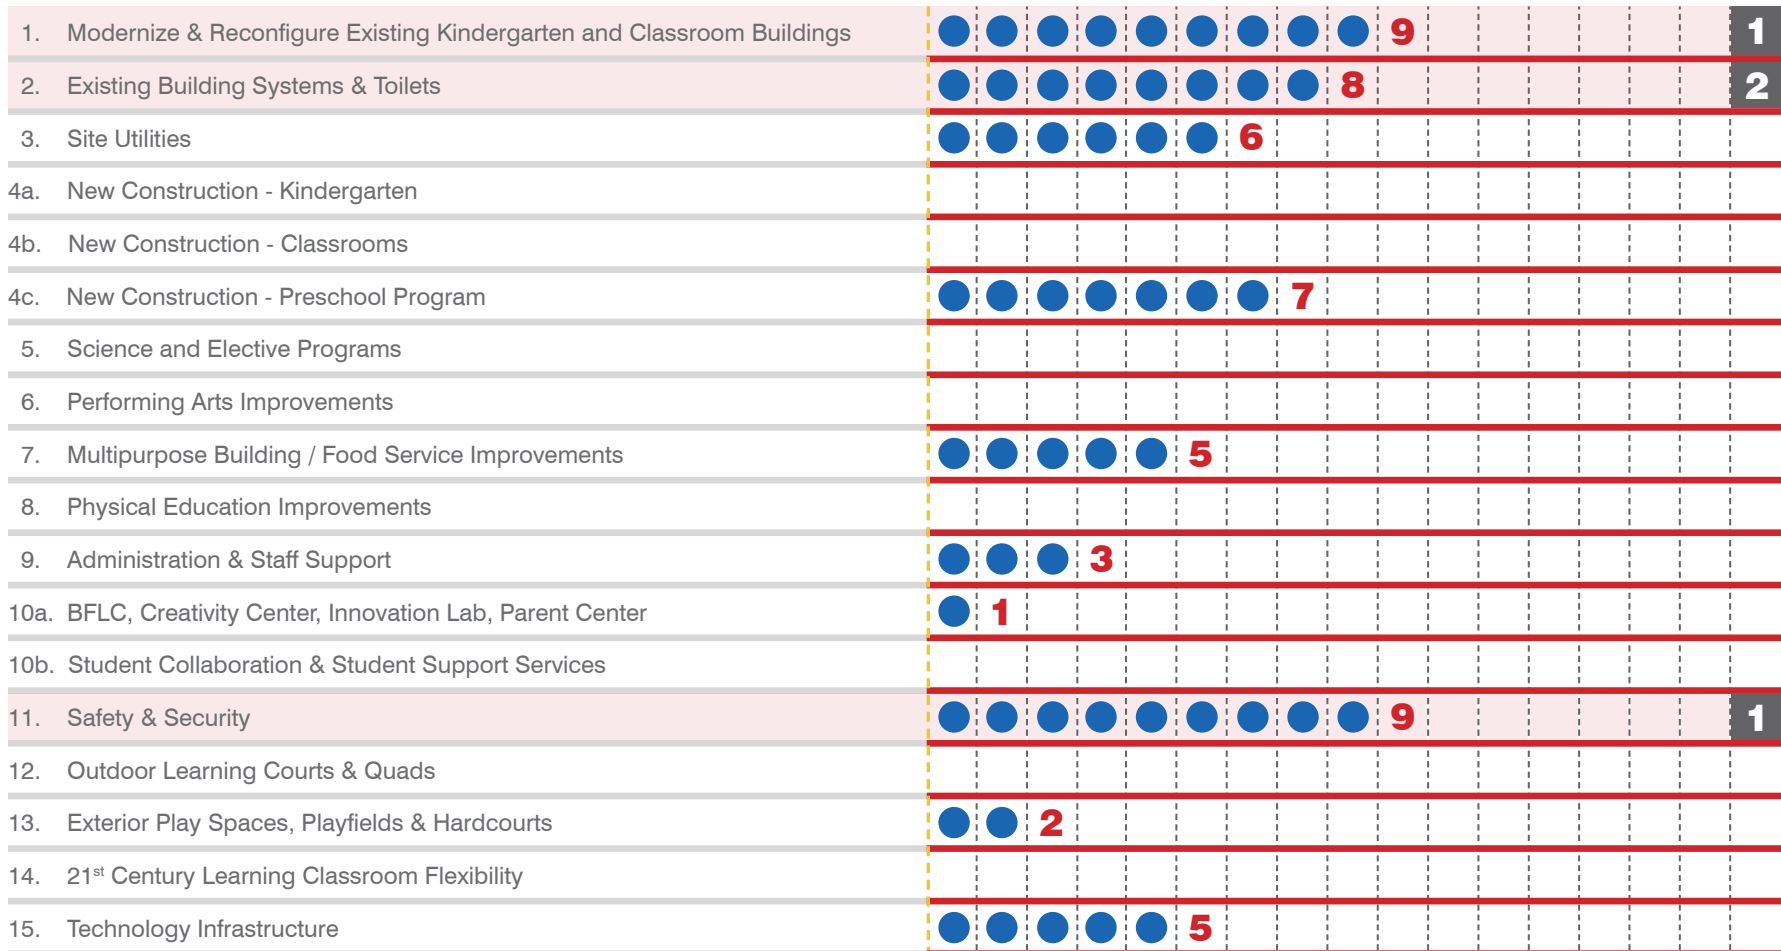 1. Modernize & Reconfigure Existing Kindergarten and Classroom Buildings 9 1
2. Existing Building Systems & Toilets 8 2
3. Site Utilities 6
4a. New Construction - Kindergarten
4b. New Construction - Classrooms
4c. New Construction - Preschool Program 7
5. Science and Elective Programs
6. Performing Arts Improvements
7. Multipurpose Building / Food Service Improvements 5
8. Physical Education Improvements
9. Administration & Staff Support 3
10a. BFLC, Creativity Center, Innovation Lab, Parent Center 1
10b. Student Collaboration & Student Support Services
11. Safety & Security 9 1
12. Outdoor Learning Courts & Quads
13. Exterior Play Spaces, Playfields & Hardcourts 2
14. 21st Century Learning Classroom Flexibility
15. Technology Infrastructure 5